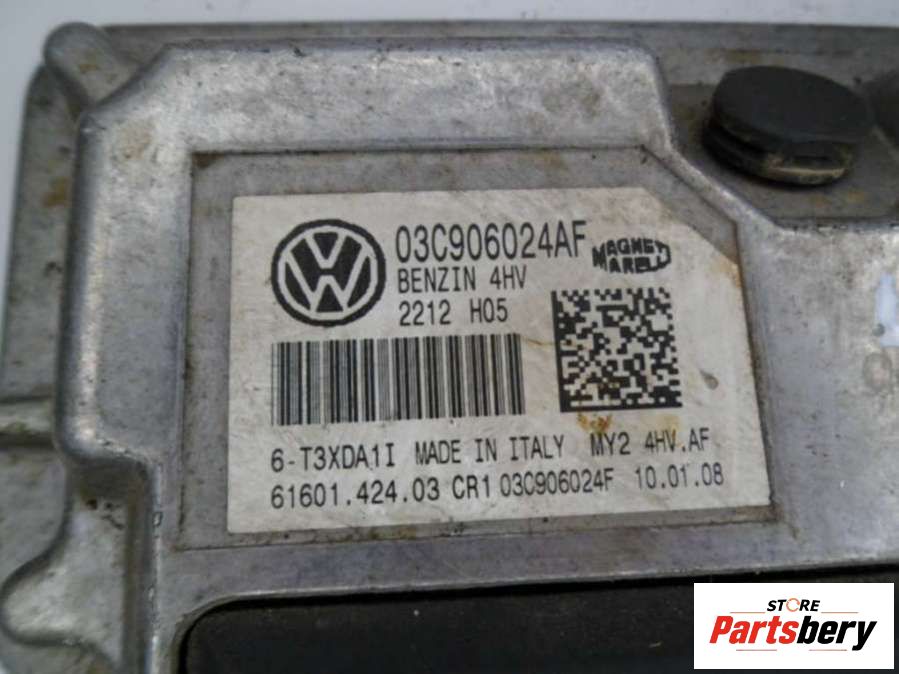 03C906024AF
MAGNETI
MARELLI
BENZIN 4HV
2212 H05
6-T3XDA1I MADE IN ITALY MY2 4HV.AF
61601.424.03 CR1 03C906024F 10.01.08
STORE
Partsbery